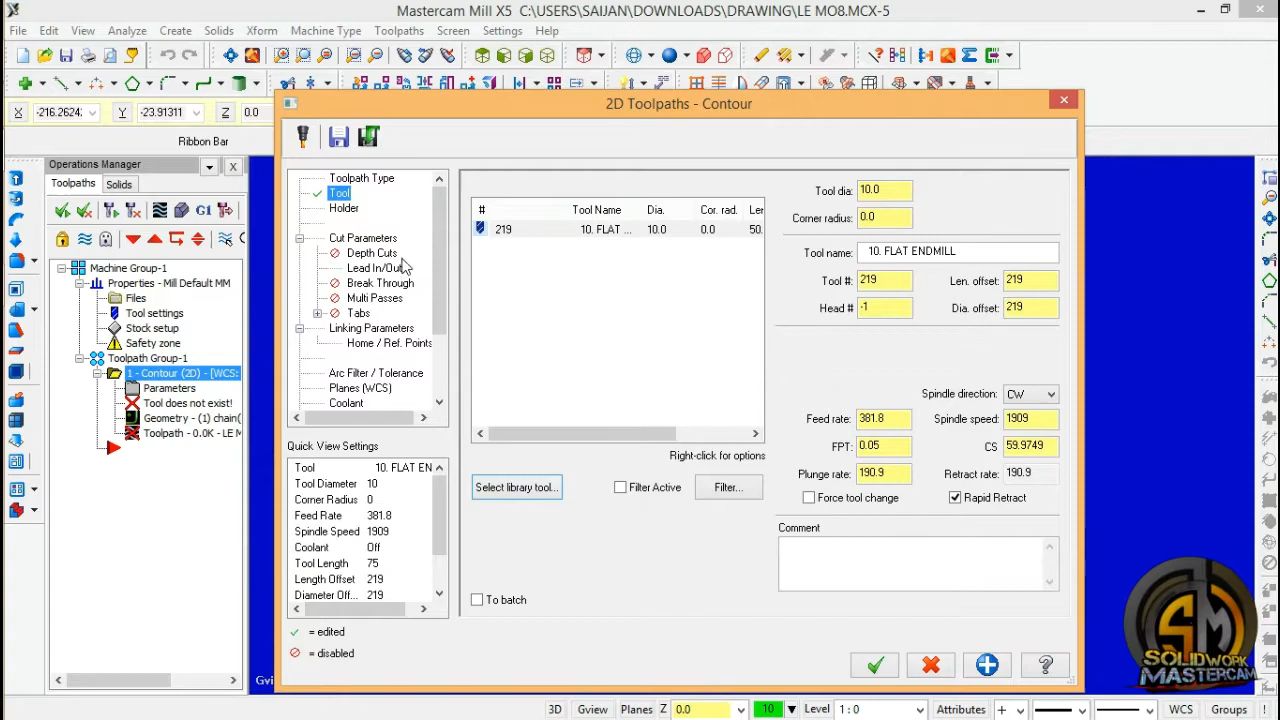 Mastercam Mill X5 C:\USERS\SAIJAN\DOWNLOADS\DRAWING\LE MO8.MCX-5
File Edit View Analyze Create Solids Xform Machine Type Toolpaths Screen Settings Help
X -216.2624; Y -23.91311 Z 0.0
2D Toolpaths - Contour
Ribbon Bar
Operations Manager
Toolpaths Solids
G1
Machine Group-1
Properties - Mill Default MM
Files
Tool settings
Stock setup
Safety zone
Toolpath Group-1
1 - Contour (2D) - [WCS:
Parameters
Tool does not exist!
Geometry - (1) chain(
Toolpath - 0.0K - LE M
Toolpath Type
Tool
Holder
Cut Parameters
Depth Cuts
Lead In/Out
Break Through
Multi Passes
Tabs
Linking Parameters
Home / Ref. Points
Arc Filter / Tolerance
Planes (WCS)
Coolant
Quick View Settings
Tool 10. FLAT EN
Tool Diameter 10
Corner Radius 0
Feed Rate 381.8
Spindle Speed 1909
Coolant Off
Tool Length 75
Length Offset 219
Diameter Off... 219
= edited
= disabled
# Tool Name Dia. Cor. rad. Ler
219 10. FLAT ... 10.0 0.0 50.
Right-click for options
Select library tool... Filter Active Filter...
To batch
Tool dia: 10.0
Corner radius: 0.0
Tool name: 10. FLAT ENDMILL
Tool #: 219 Len. offset: 219
Head # -1 Dia. offset: 219
Spindle direction: CW
Feed rate: 381.8 Spindle speed: 1909
FPT: 0.05 CS 59.9749
Plunge rate: 190.9 Retract rate: 190.9
Force tool change Rapid Retract
Comment
SM
SOLIDWORK
MASTERCAM
Gvi
3D Gview Planes Z 0.0 10 Level 1 : 0 Attributes WCS Groups